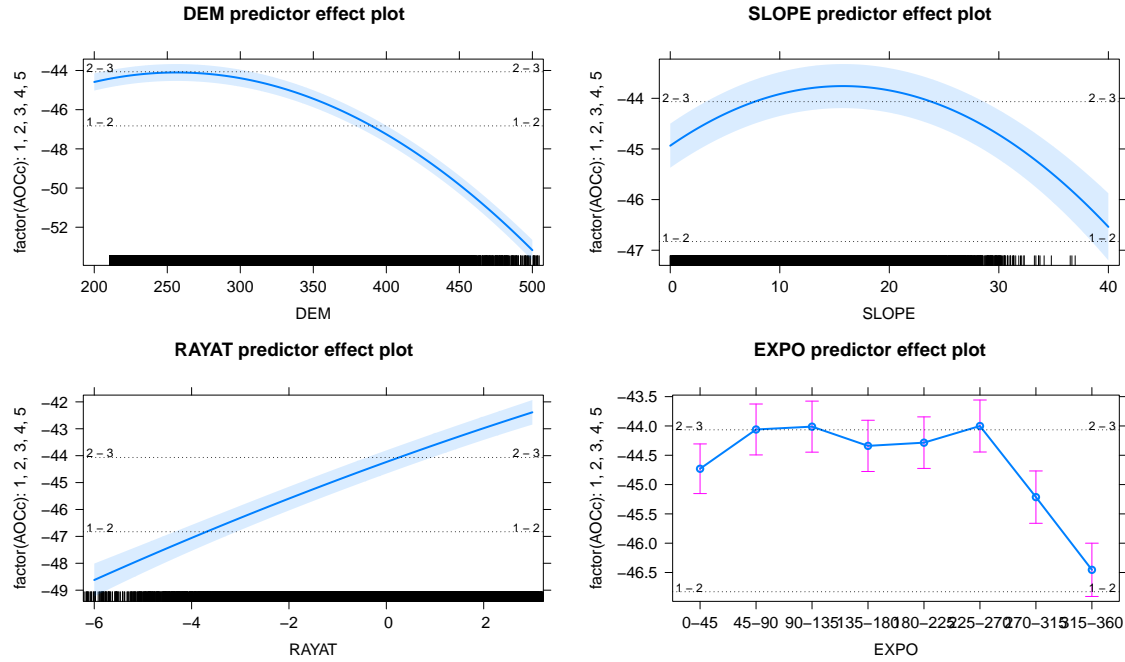 DEM predictor effect plot
factor(AOCc): 1, 2, 3, 4, 5
−44
−46
−48
−50
−52
2−3
2−3
1−2
1−2
200 250 300 350 400 450 500
DEM
SLOPE predictor effect plot
factor(AOCc): 1, 2, 3, 4, 5
−44
−45
−46
−47
2−3
2−3
1−2
1−2
0 10 20 30 40
SLOPE
RAYAT predictor effect plot
factor(AOCc): 1, 2, 3, 4, 5
−42
−43
−44
−45
−46
−47
−48
−49
2−3
2−3
1−2
1−2
−6 −4 −2 0 2
RAYAT
EXPO predictor effect plot
factor(AOCc): 1, 2, 3, 4, 5
−43.5
−44.0
−44.5
−45.0
−45.5
−46.0
−46.5
2−3
2−3
1−2
1−2
0−45 45−90 90−135 135−180 180−225 225−270 270−315 315−360
EXPO